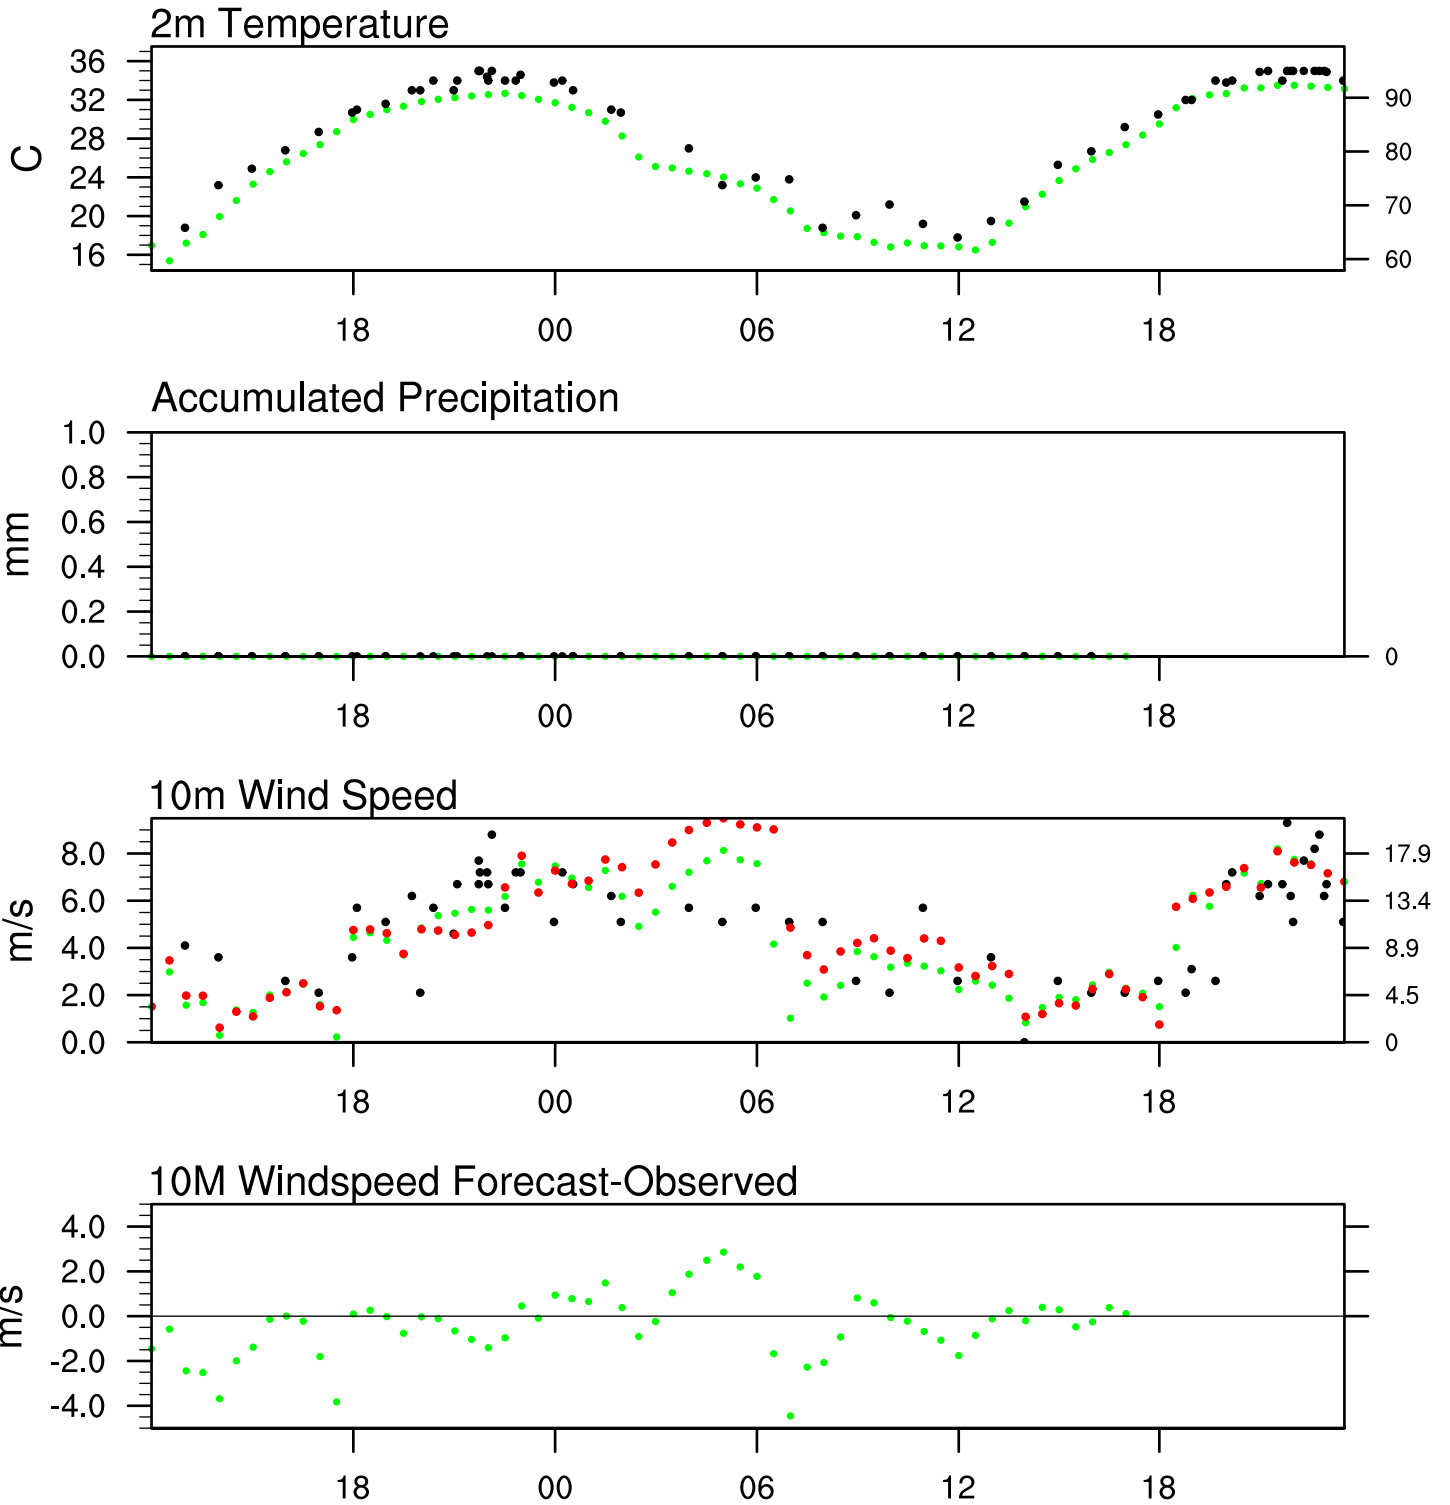 2m Temperature
36
32
28
24
20
16
C
90
80
70
60
18 00 06 12 18
Accumulated Precipitation
1.0
0.8
0.6
0.4
0.2
0.0
mm
0
18 00 06 12 18
10m Wind Speed
8.0
6.0
4.0
2.0
0.0
m/s
17.9
13.4
8.9
4.5
0
18 00 06 12 18
10M Windspeed Forecast-Observed
4.0
2.0
0.0
-2.0
-4.0
m/s
18 00 06 12 18